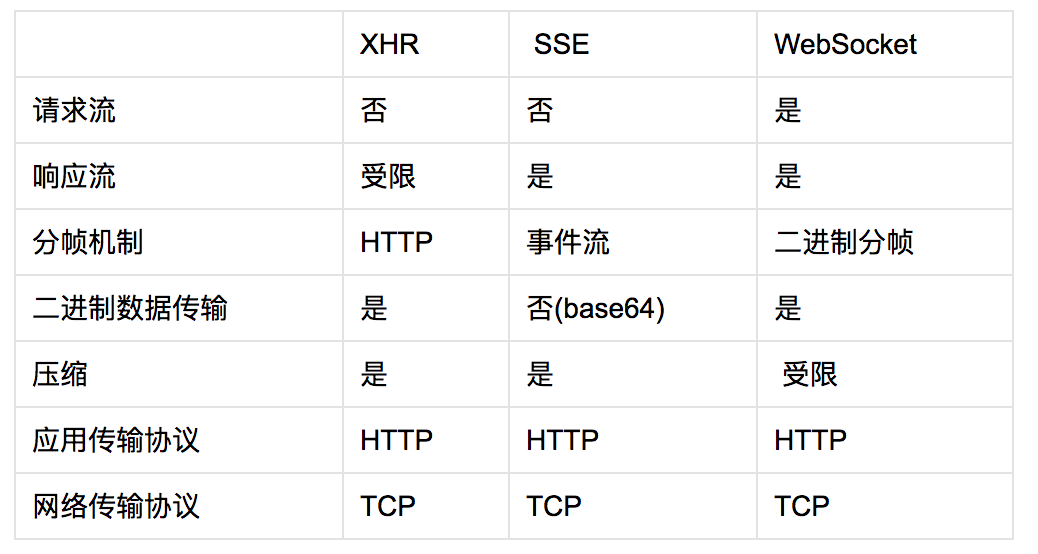 XHR SSE WebSocket
请求流 否 否 是
响应流 受限 是 是
分帧机制 HTTP 事件流 二进制分帧
二进制数据传输 是 否(base64) 是
压缩 是 是 受限
应用传输协议 HTTP HTTP HTTP
网络传输协议 TCP TCP TCP